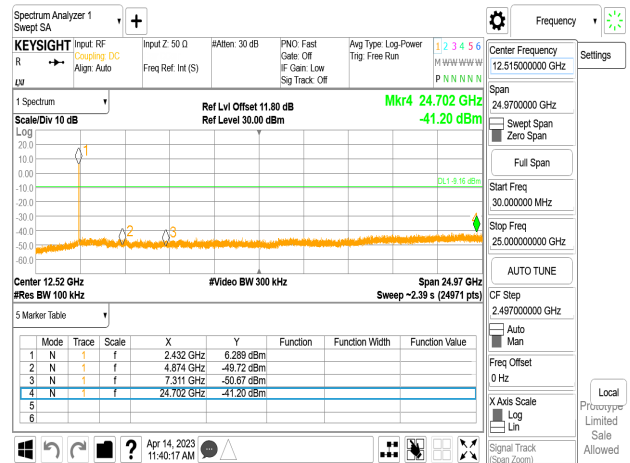 Spectrum Analyzer 1
Swept SA
Frequency
KEYSIGHT
R
Input: RF
Coupling: DC
Align: Auto
Input Z: 50 Ω
Freq Ref: Int (S)
#Atten: 30 dB
PNO: Fast
Gate: Off
IF Gain: Low
Sig Track: Off
Avg Type: Log-Power
Trig: Free Run
1 2 3 4 5 6
M W W W W W
P N N N N N
1 Spectrum
Scale/Div 10 dB
Ref Lvl Offset 11.80 dB
Ref Level 30.00 dBm
Mkr4 24.702 GHz
-41.20 dBm
Log
20.0
10.0
0.00
-10.0
-20.0
-30.0
-40.0
-50.0
-60.0
1
2
3
DL1 -9.16 dBm
Center 12.52 GHz
#Res BW 100 kHz
#Video BW 300 kHz
Span 24.97 GHz
Sweep ~2.39 s (24971 pts)
5 Marker Table
Mode Trace Scale X Y Function Function Width Function Value
1 N 1 f 2.432 GHz 6.289 dBm
2 N 1 f 4.874 GHz -49.72 dBm
3 N 1 f 7.311 GHz -50.67 dBm
4 N 1 f 24.702 GHz -41.20 dBm
5
6
Apr 14, 2023
11:40:17 AM
Center Frequency
12.515000000 GHz
Settings
Span
24.9700000 GHz
Swept Span
Zero Span
Full Span
Start Freq
30.000000 MHz
Stop Freq
25.000000000 GHz
AUTO TUNE
CF Step
2.497000000 GHz
Auto
Man
Freq Offset
0 Hz
X Axis Scale
Log
Lin
Signal Track
(Span Zoom)
Local
Prototype
Limited
Sale
Allowed